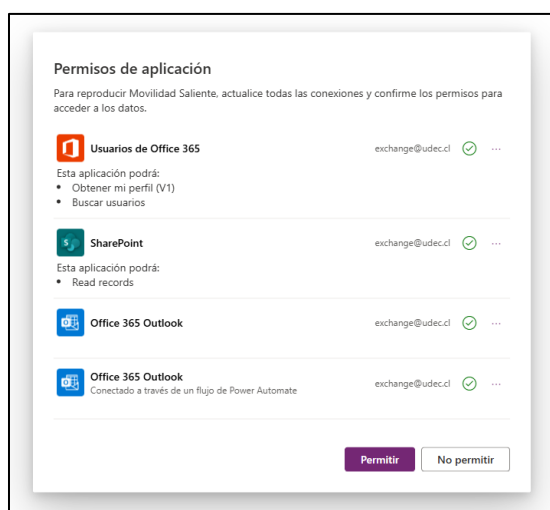 Permisos de aplicación
Para reproducir Movilidad Saliente, actualice todas las conexiones y confirme los permisos para
acceder a los datos.
Usuarios de Office 365 exchange@udec.cl ...
Esta aplicación podrá:
• Obtener mi perfil (V1)
• Buscar usuarios
SharePoint exchange@udec.cl ...
Esta aplicación podrá:
• Read records
Office 365 Outlook exchange@udec.cl ...
Office 365 Outlook exchange@udec.cl ...
Conectado a través de un flujo de Power Automate
Permitir No permitir